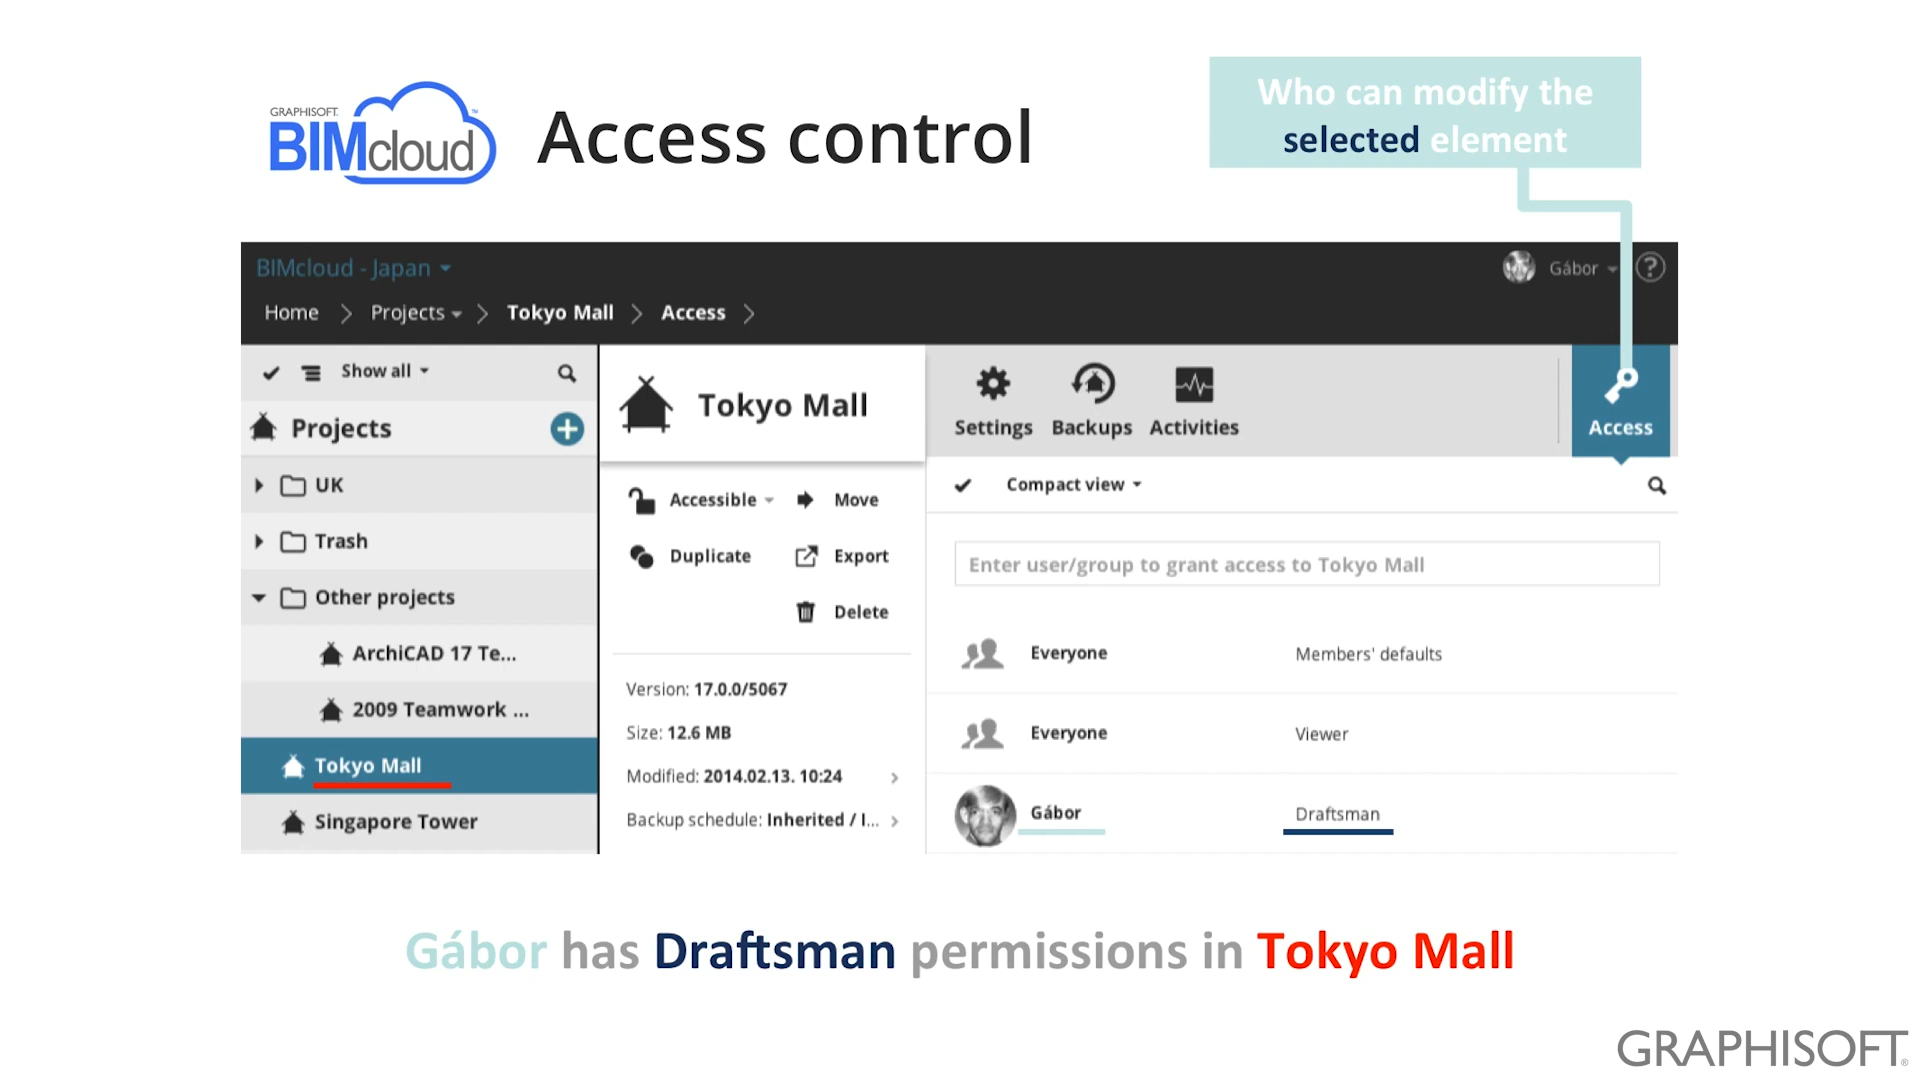 GRAPHISOFT.
BIMcloud™
Access control
Who can modify the
selected element
BIMcloud - Japan
Gábor
?
Home
Projects
Tokyo Mall
Access
Show all
Projects
UK
Trash
Other projects
ArchiCAD 17 Te...
2009 Teamwork ...
Tokyo Mall
Singapore Tower
Tokyo Mall
Accessible
Move
Duplicate
Export
Delete
Version: 17.0.0/5067
Size: 12.6 MB
Modified: 2014.02.13. 10:24
Backup schedule: Inherited / I...
Settings
Backups
Activities
Access
Compact view
Enter user/group to grant access to Tokyo Mall
Everyone Members' defaults
Everyone Viewer
Gábor Draftsman
Gábor has Draftsman permissions in Tokyo Mall
GRAPHISOFT®